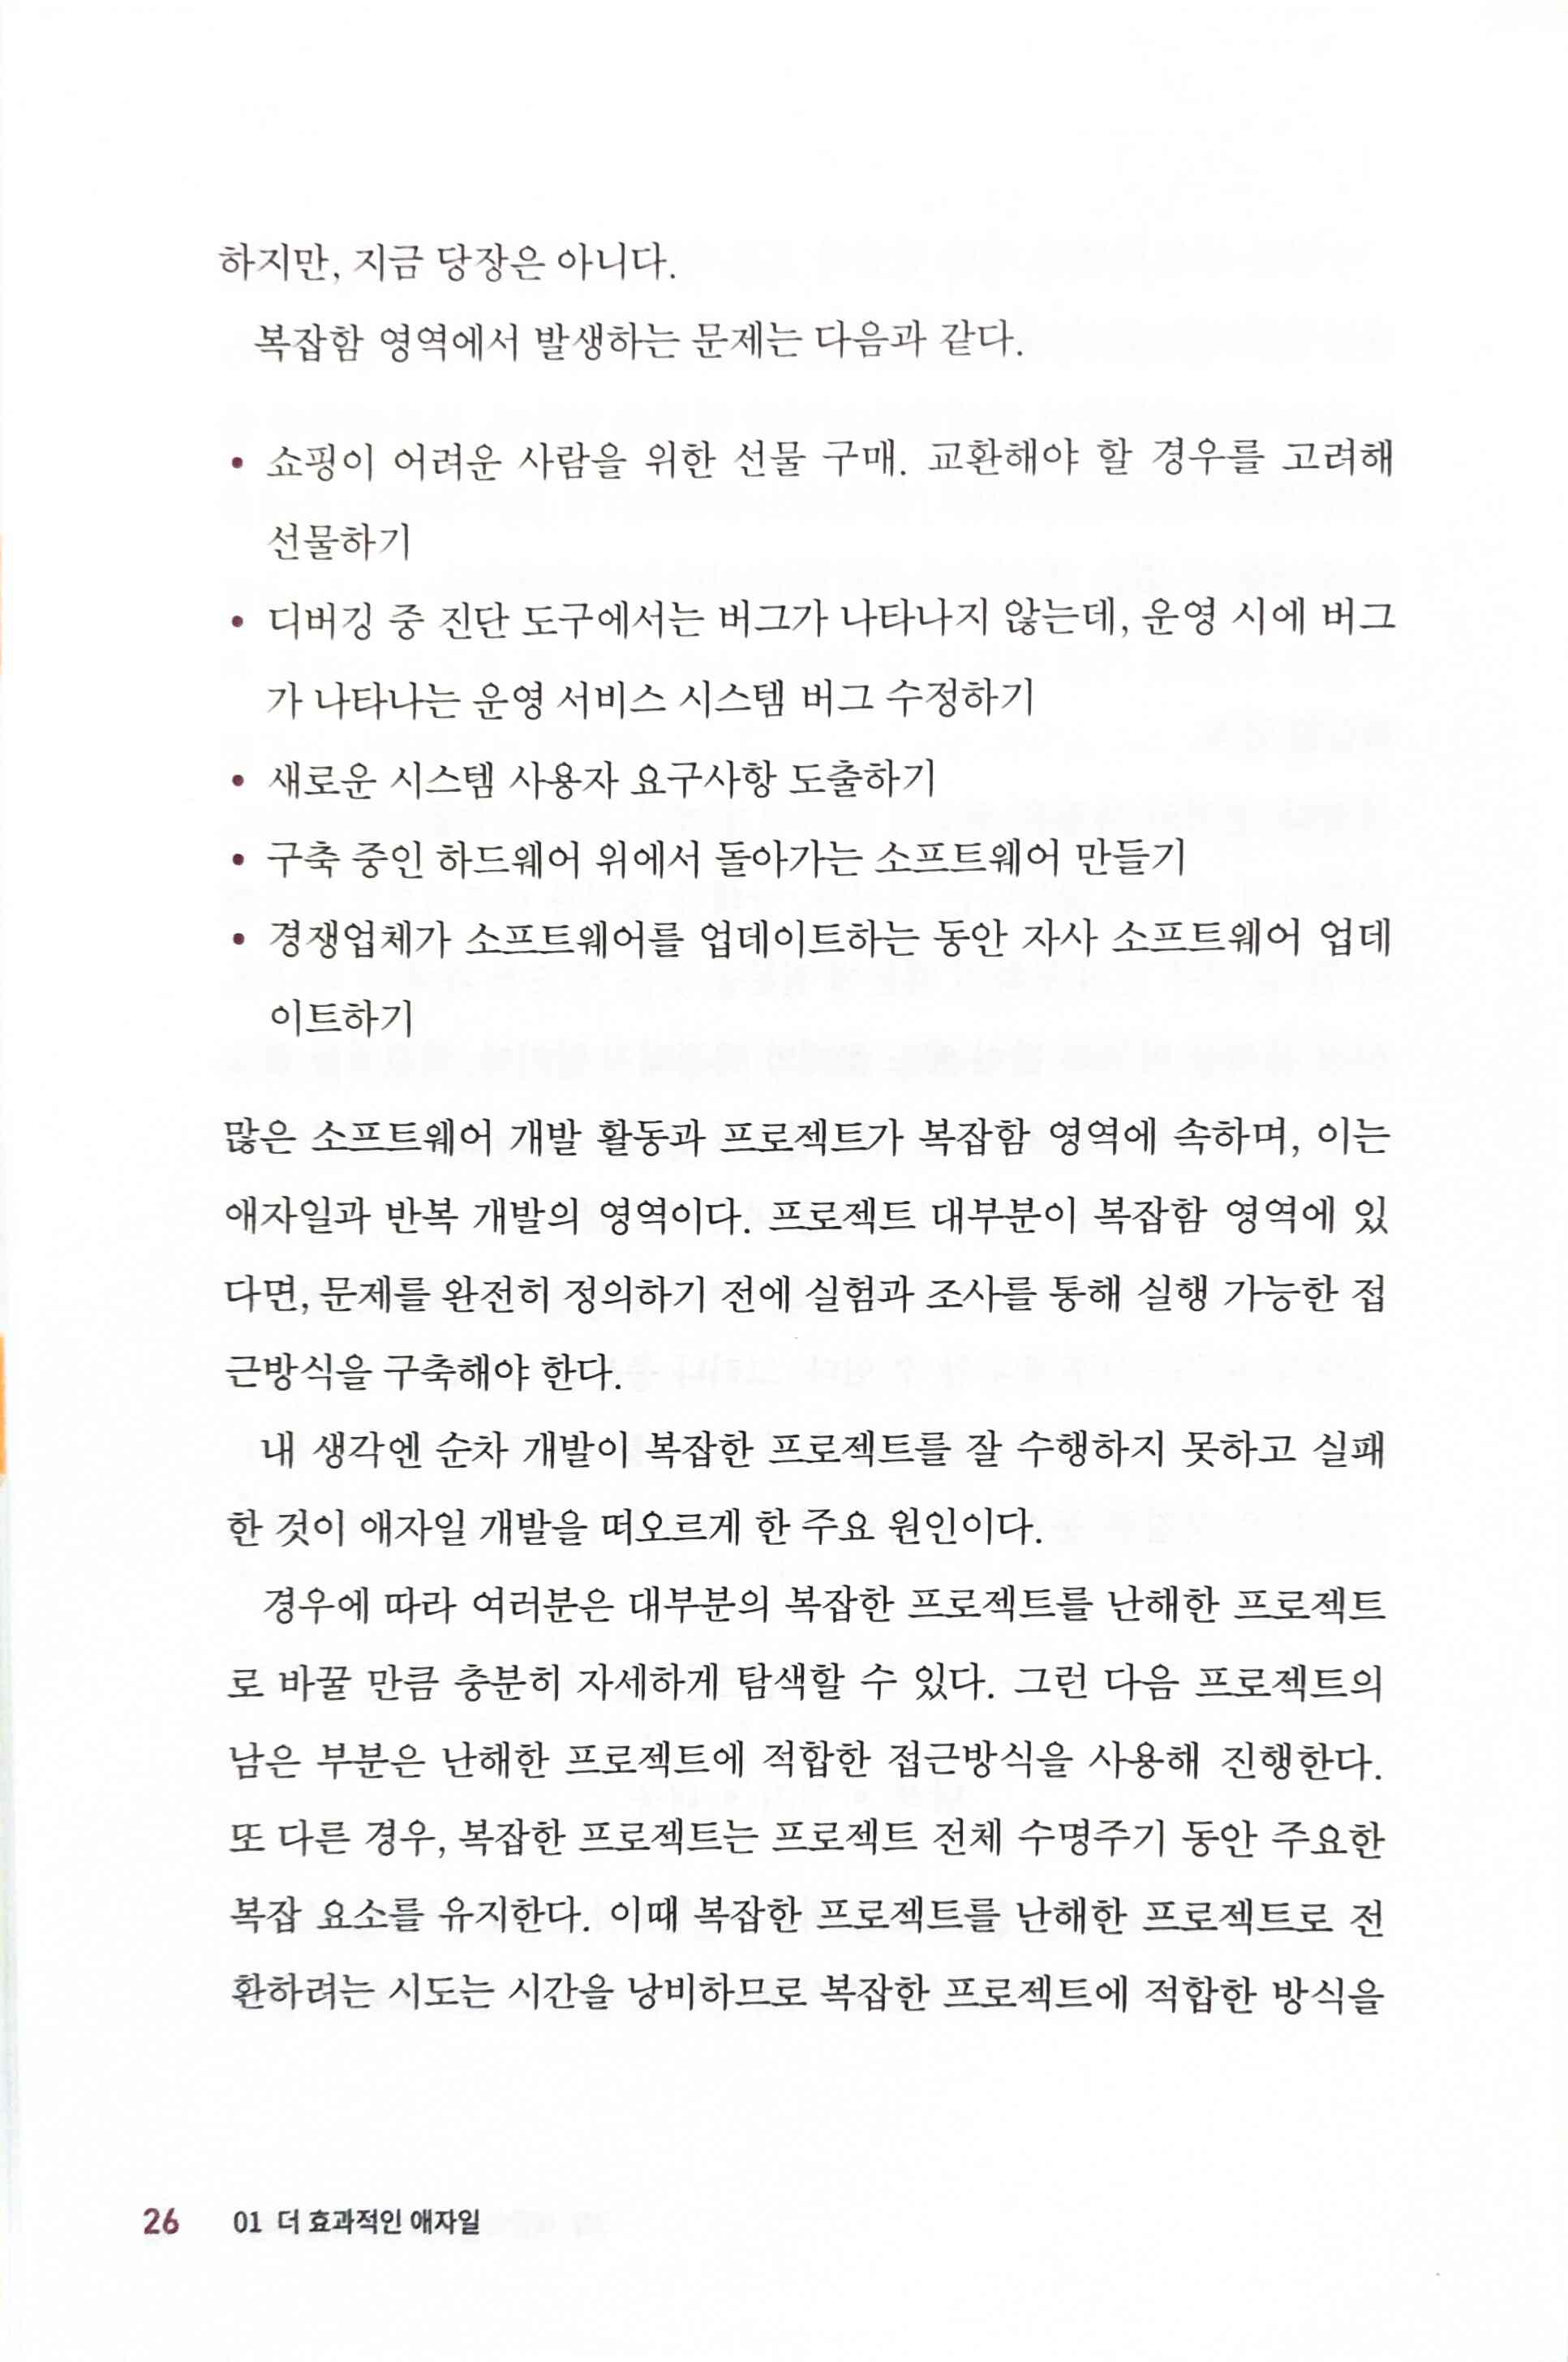 하지만, 지금 당장은 아니다.
복잡함 영역에서 발생하는 문제는 다음과 같다.
• 쇼핑이 어려운 사람을 위한 선물 구매. 교환해야 할 경우를 고려해
선물하기
• 디버깅 중 진단 도구에서는 버그가 나타나지 않는데, 운영 시에 버그
가 나타나는 운영 서비스 시스템 버그 수정하기
• 새로운 시스템 사용자 요구사항 도출하기
• 구축 중인 하드웨어 위에서 돌아가는 소프트웨어 만들기
• 경쟁업체가 소프트웨어를 업데이트하는 동안 자사 소프트웨어 업데
이트하기
많은 소프트웨어 개발 활동과 프로젝트가 복잡함 영역에 속하며, 이는
애자일과 반복 개발의 영역이다. 프로젝트 대부분이 복잡함 영역에 있
다면, 문제를 완전히 정의하기 전에 실험과 조사를 통해 실행 가능한 접
근방식을 구축해야 한다.
내 생각엔 순차 개발이 복잡한 프로젝트를 잘 수행하지 못하고 실패
한 것이 애자일 개발을 떠오르게 한 주요 원인이다.
경우에 따라 여러분은 대부분의 복잡한 프로젝트를 난해한 프로젝트
로 바꿀 만큼 충분히 자세하게 탐색할 수 있다. 그런 다음 프로젝트의
남은 부분은 난해한 프로젝트에 적합한 접근방식을 사용해 진행한다.
또 다른 경우, 복잡한 프로젝트는 프로젝트 전체 수명주기 동안 주요한
복잡 요소를 유지한다. 이때 복잡한 프로젝트를 난해한 프로젝트로 전
환하려는 시도는 시간을 낭비하므로 복잡한 프로젝트에 적합한 방식을
26 01 더 효과적인 애자일